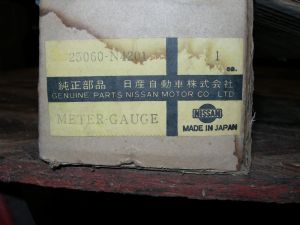 25060-N4201
1
ea.
純正部品 日産自動車株式会社
GENUINE PARTS NISSAN MOTOR CO., LTD.
METER-GAUGE
NISSAN
MADE IN JAPAN